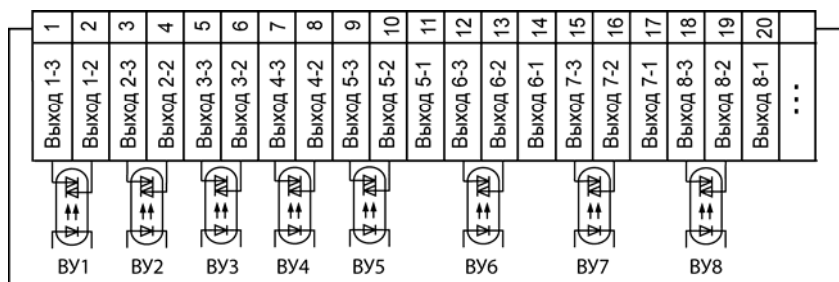 1 2 3 4 5 6 7 8 9 10 11 12 13 14 15 16 17 18 19 20
Выход 1-3 Выход 1-2 Выход 2-3 Выход 2-2 Выход 3-3 Выход 3-2 Выход 4-3 Выход 4-2 Выход 5-3 Выход 5-2 Выход 5-1 Выход 6-3 Выход 6-2 Выход 6-1 Выход 7-3 Выход 7-2 Выход 7-1 Выход 8-3 Выход 8-2 Выход 8-1 ...
ВУ1 ВУ2 ВУ3 ВУ4 ВУ5 ВУ6 ВУ7 ВУ8